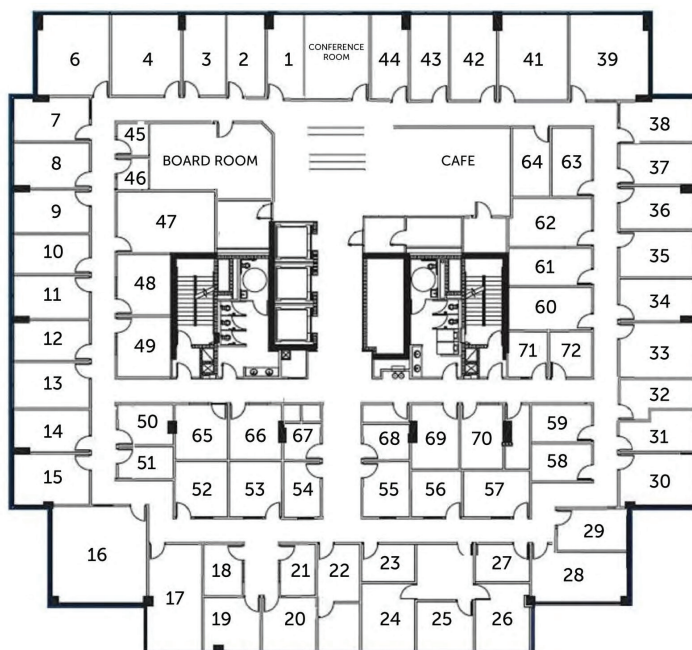 6 4 3 2 1 CONFERENCE
ROOM 44 43 42 41 39
7 38
45 BOARD ROOM CAFE 64 63
8 46 37
9 47 62 36
10 61 35
11 48 60 34
12 49 71 72 33
13 32
14 50 65 66 67 68 69 70 59 31
15 51 58 30
52 53 54 55 56 57
16 29
17 18 21 22 23 27 28
19 20 24 25 26